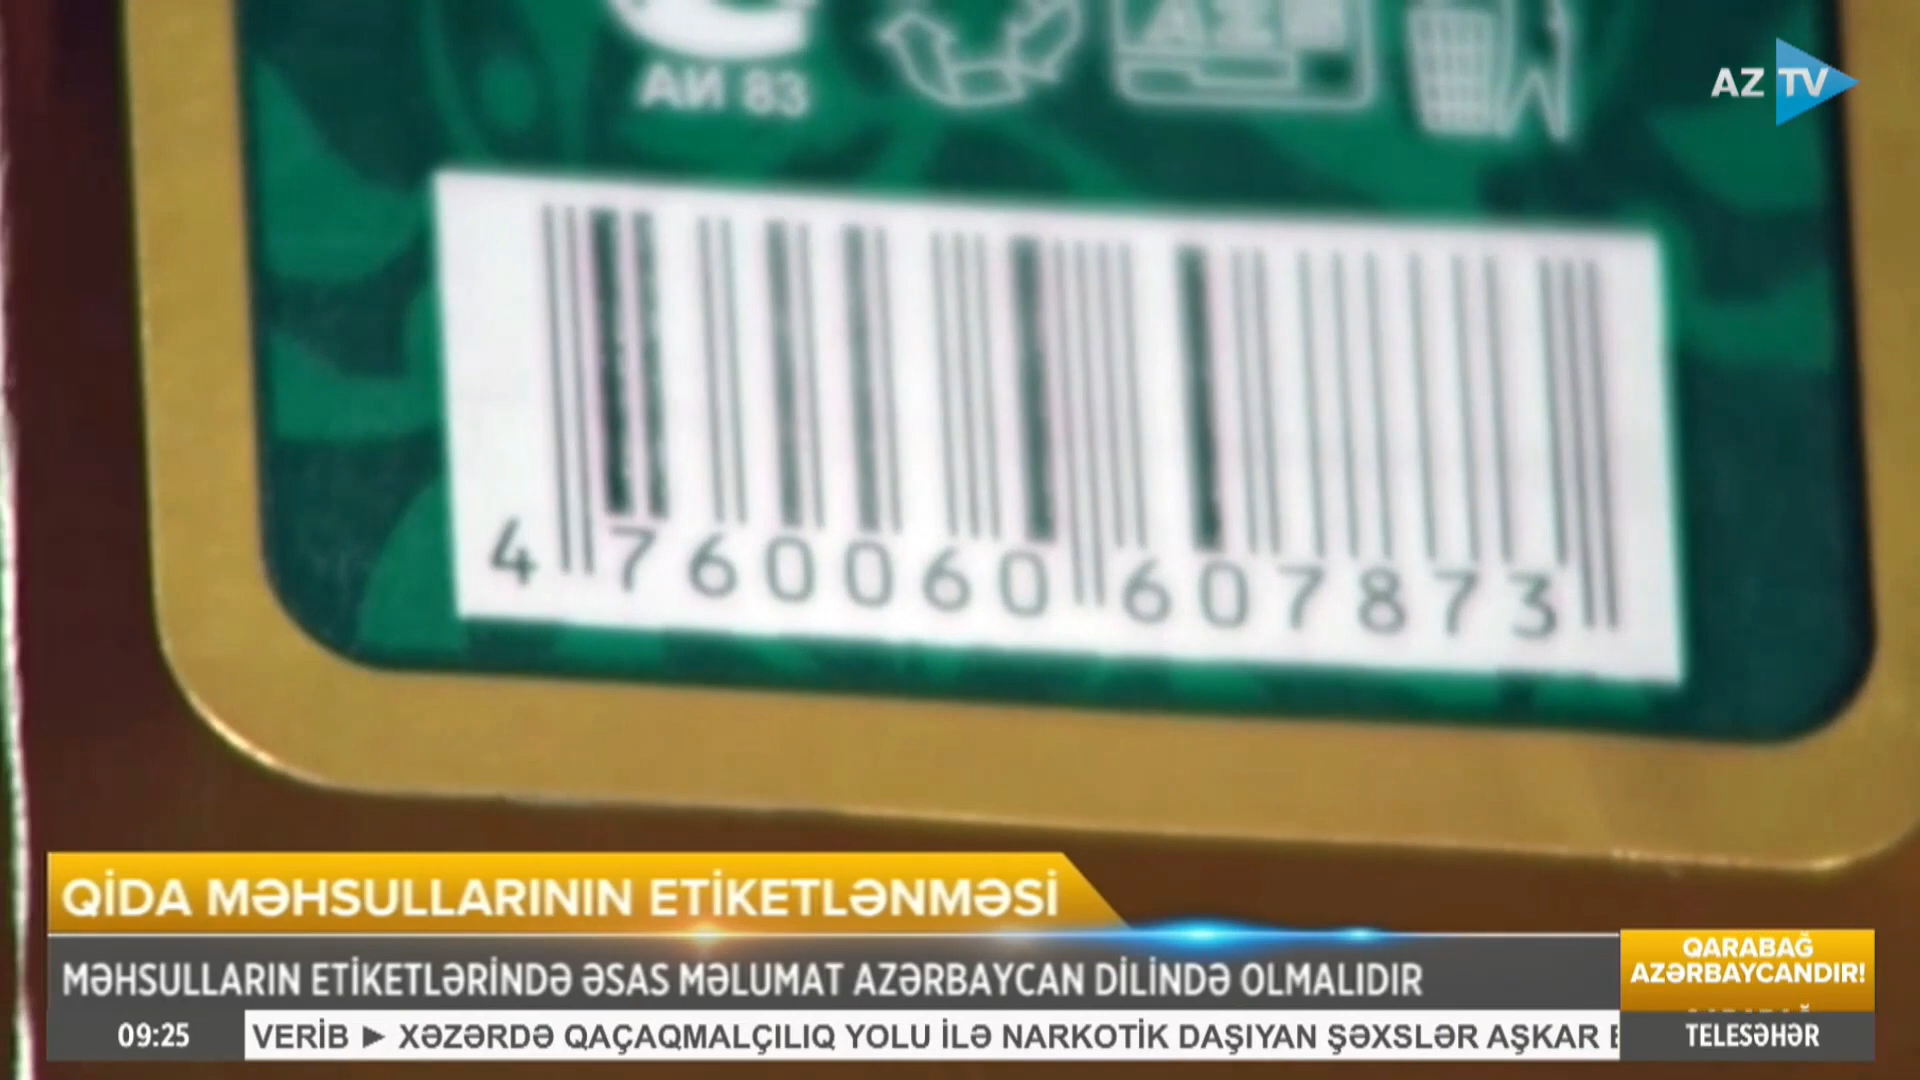 AZ TV
АИ 83
4 760060 607873
QİDA MƏHSULLARININ ETİKETLƏNMƏSİ
MƏHSULLARIN ETİKETLƏRİNDƏ ƏSAS MƏLUMAT AZƏRBAYCAN DİLİNDƏ OLMALIDIR
QARABAĞ
AZƏRBAYCANDIR!
09:25
VERİB ► XƏZƏRDƏ QAÇAQMALÇILIQ YOLU İLƏ NARKOTİK DAŞIYAN ŞƏXSLƏR AŞKAR
TELESƏHƏR